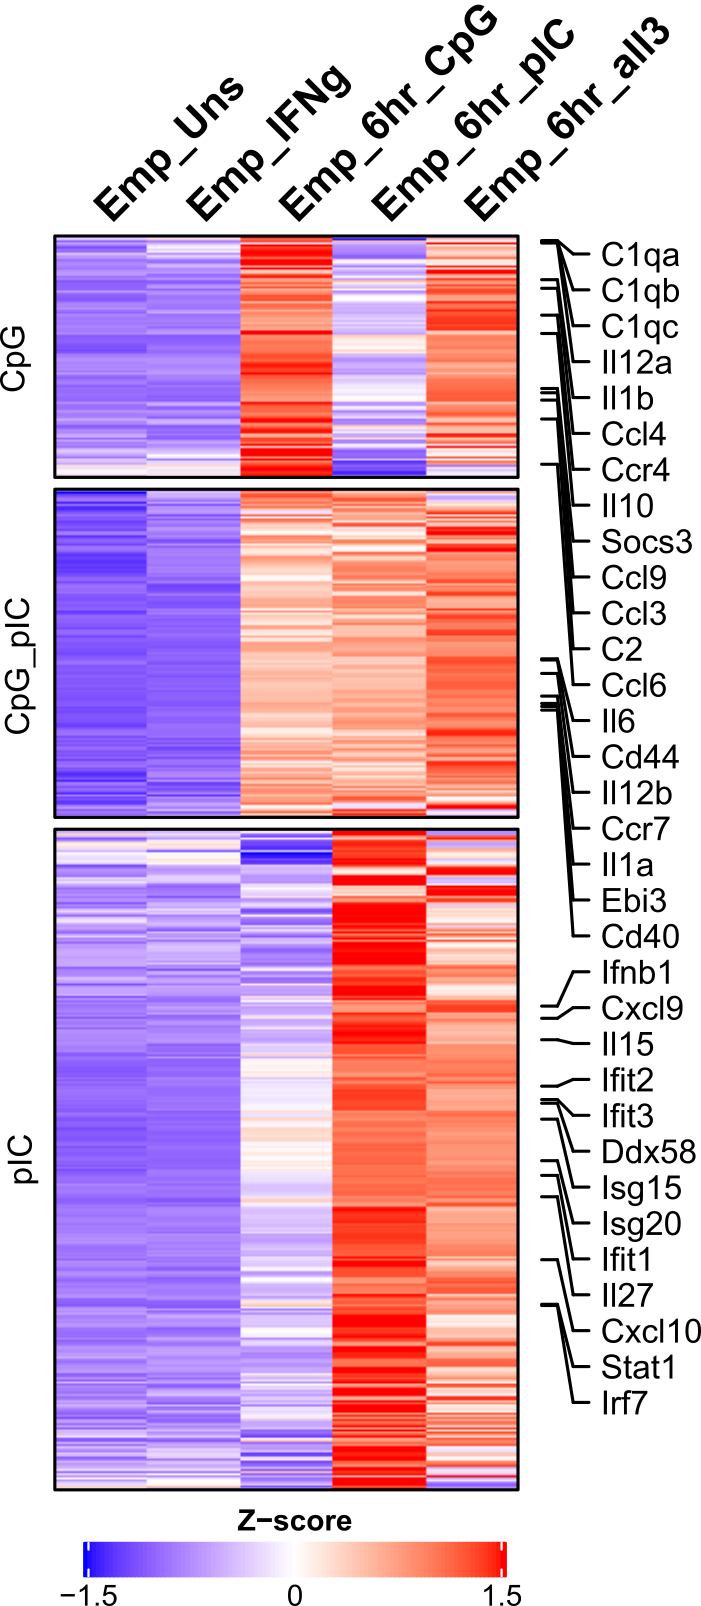 Emp_Uns
Emp_IFNg
Emp_6hr_CpG
Emp_6hr_pIC
Emp_6hr_all3
CpG
CpG_pIC
pIC
C1qa
C1qb
C1qc
Il12a
Il1b
Ccl4
Ccr4
Il10
Socs3
Ccl9
Ccl3
C2
Ccl6
Il6
Cd44
Il12b
Ccr7
Il1a
Ebi3
Cd40
Ifnb1
Cxcl9
Il15
Ifit2
Ifit3
Ddx58
Isg15
Isg20
Ifit1
Il27
Cxcl10
Stat1
Irf7
Z−score
−1.5 0 1.5